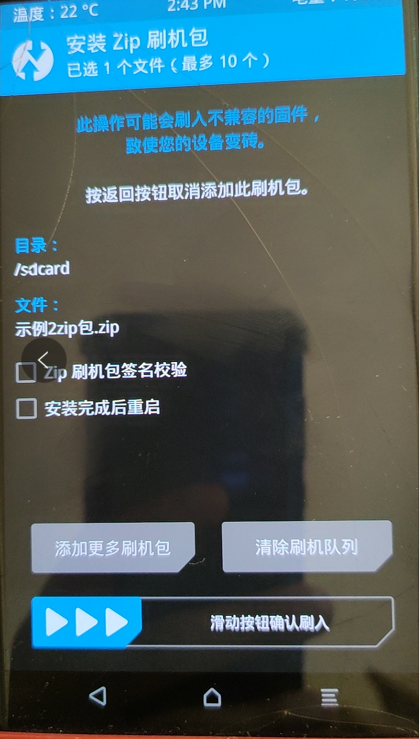 温度：22 °C
2:43 PM
安装 Zip 刷机包
已选 1 个文件（最多 10 个）
此操作可能会刷入不兼容的固件，
致使您的设备变砖。
按返回按钮取消添加此刷机包。
目录：
/sdcard
文件：
示例2zip包.zip
Zip 刷机包签名校验
安装完成后重启
添加更多刷机包
清除刷机队列
滑动按钮确认刷入